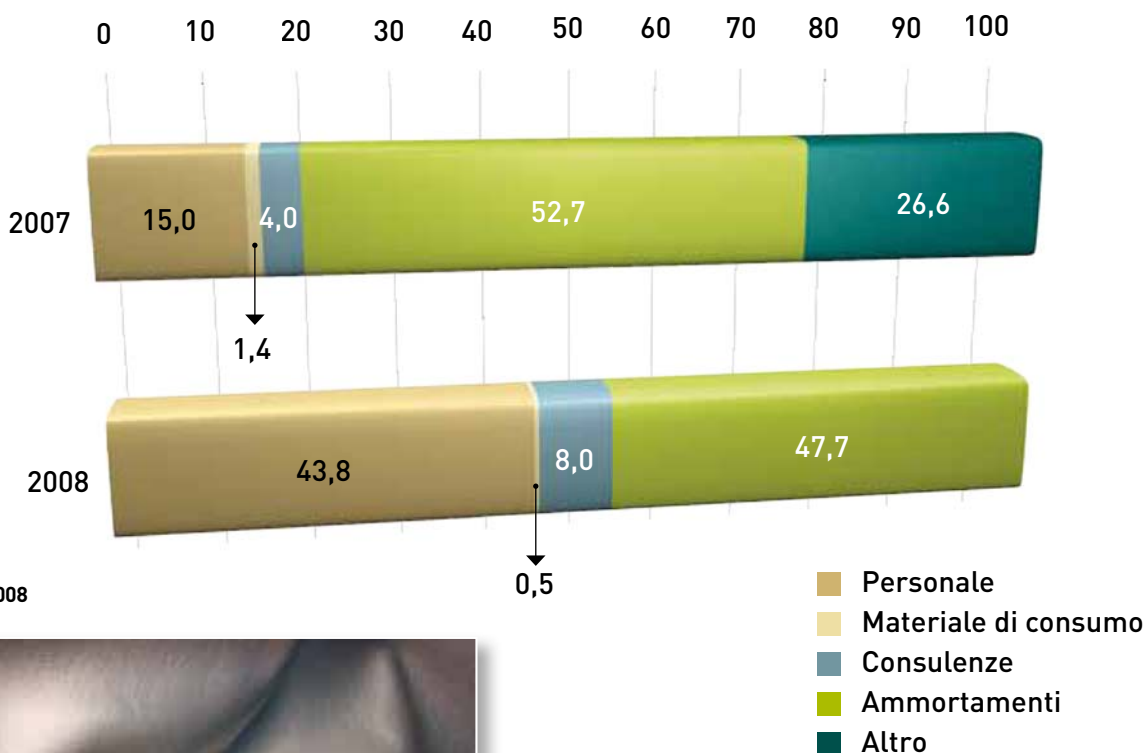 0 10 20 30 40 50 60 70 80 90 100
2007 15,0 4,0 52,7 26,6
1,4
2008 43,8 8,0 47,7
0,5
008
Personale
Materiale di consumo
Consulenze
Ammortamenti
Altro